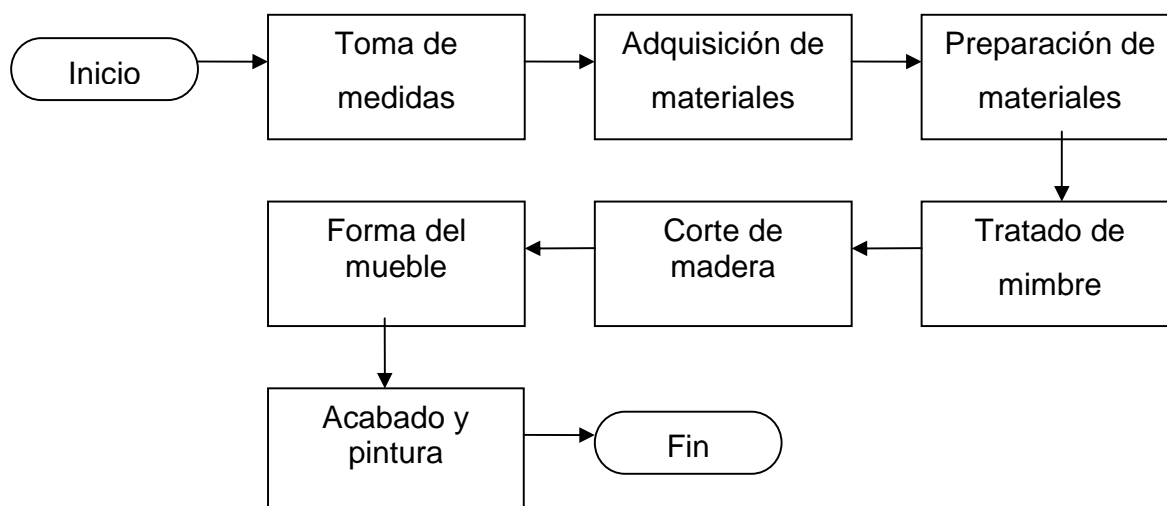 Inicio
Toma de
medidas
Adquisición de
materiales
Preparación de
materiales
Tratado de
mimbre
Corte de
madera
Forma del
mueble
Acabado y
pintura
Fin